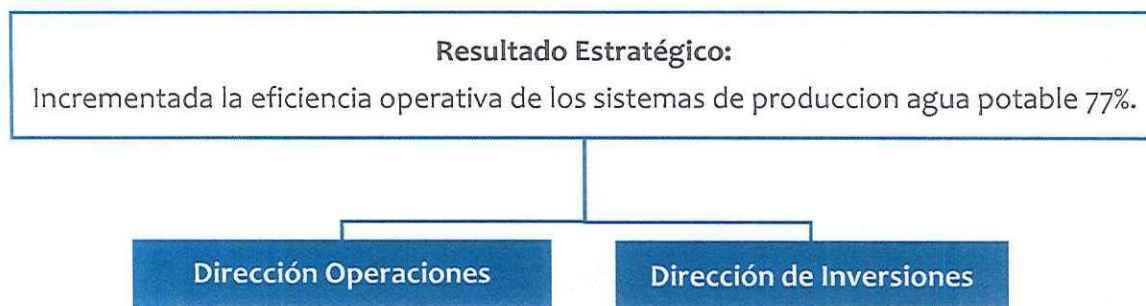 Resultado Estratégico:
Incrementada la eficiencia operativa de los sistemas de produccion agua potable 77%.
Dirección Operaciones
Dirección de Inversiones